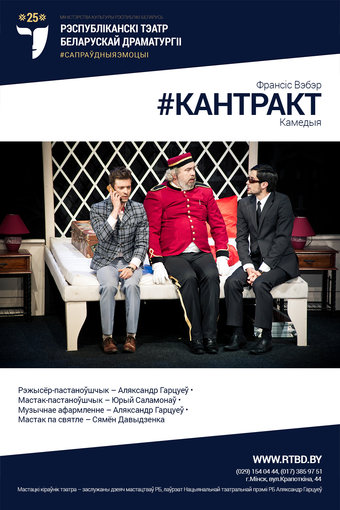 25
МІНІСТЭРСТВА КУЛЬТУРЫ РЭСПУБЛІКІ БЕЛАРУСЬ
РЭСПУБЛІКАНСКІ ТЭАТР
БЕЛАРУСКАЙ ДРАМАТУРГІІ
#САПРАЎДНЫЯЭМОЦЫІ
Франсіс Вэбэр
#КАНТРАКТ
Камедыя
Рэжысёр-пастаноўшчык – Аляксандр Гарцуеў •
Мастак-пастаноўшчык – Юрый Саламонаў •
Музычнае афармленне – Аляксандр Гарцуеў •
Мастак па святле – Сямён Давыдзенка
WWW.RTBD.BY
(029) 154 04 44, (017) 385 97 51
г.Мінск, вул.Крапоткіна, 44
Мастацкі кіраўнік тэатра – заслужаны дзеяч мастацтваў РБ, лаўрэат Нацыянальнай тэатральнай прэміі РБ Аляксандр Гарцуеў